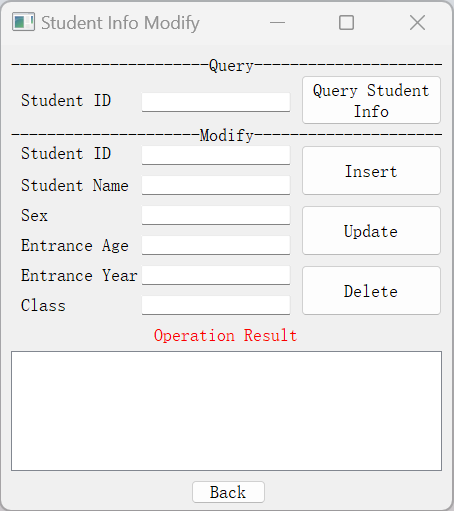 Student Info Modify
----------------------Query---------------------
Student ID
Query Student
Info
---------------------Modify---------------------
Student ID
Insert
Student Name
Sex
Update
Entrance Age
Entrance Year
Delete
Class
Operation Result
Back